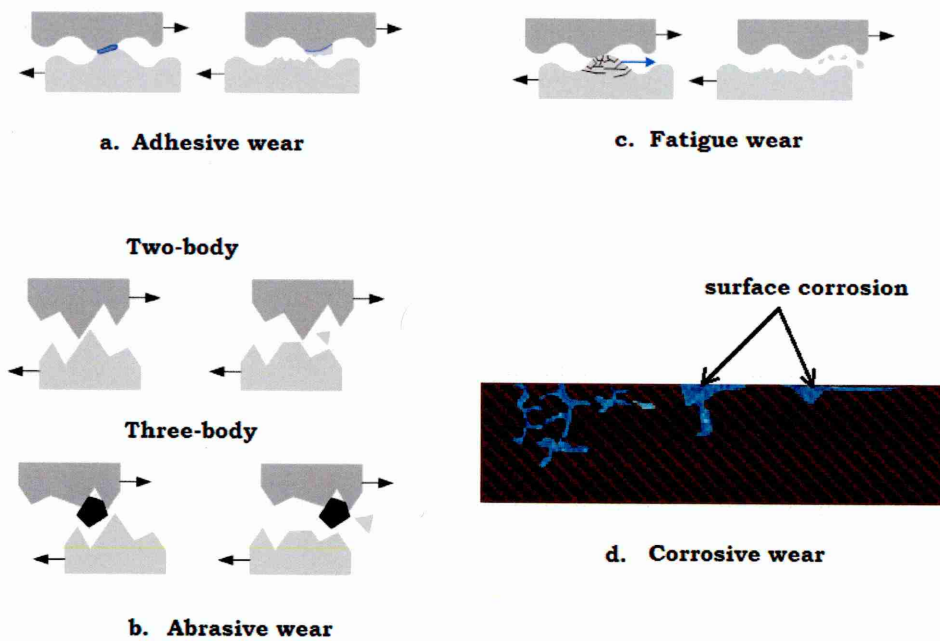 a. Adhesive wear
c. Fatigue wear
Two-body
surface corrosion
Three-body
d. Corrosive wear
b. Abrasive wear